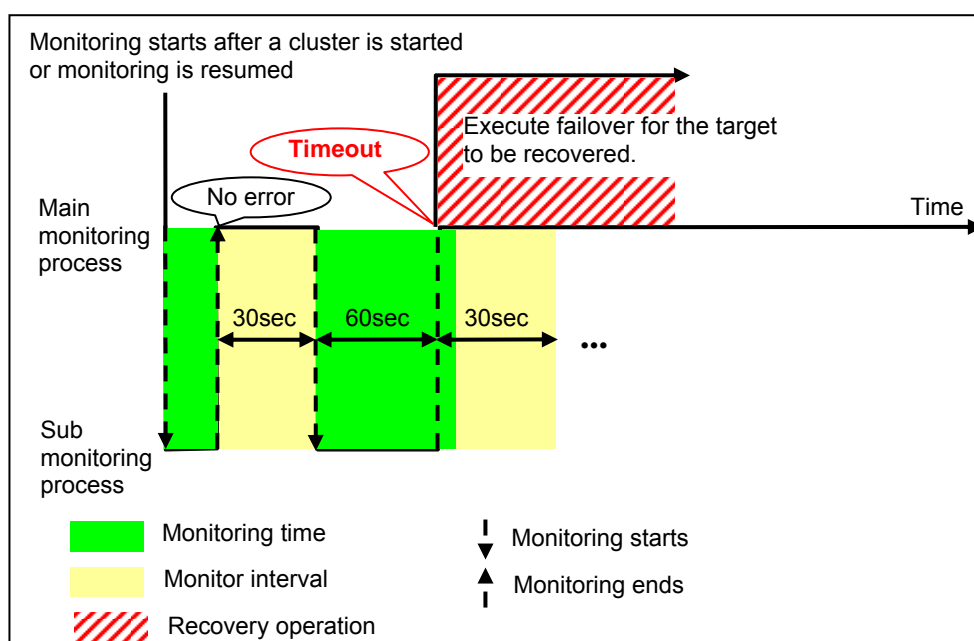 Monitoring starts after a cluster is started
or monitoring is resumed
Execute failover for the target
to be recovered.
Timeout
No error
Main
monitoring
process
Time
30sec
60sec
30sec
...
Sub
monitoring
process
Monitoring time
Monitoring starts
Monitor interval
Monitoring ends
Recovery operation